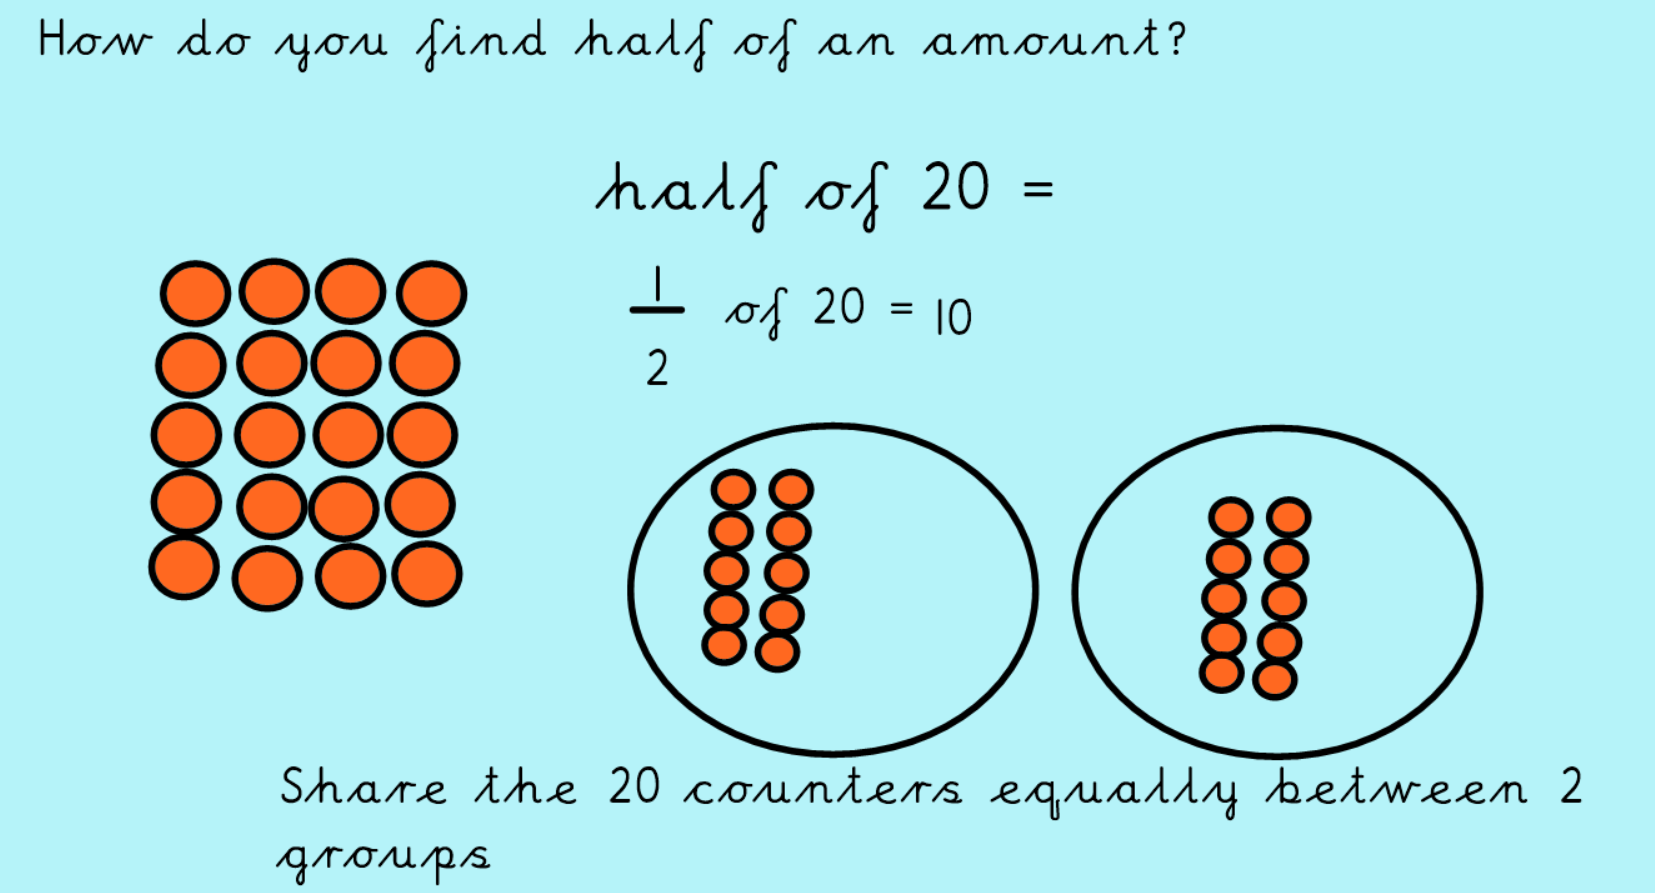 How do you find half of an amount?
half of 20 =
1
of 20 = 10
2
Share the 20 counters equally between 2
groups